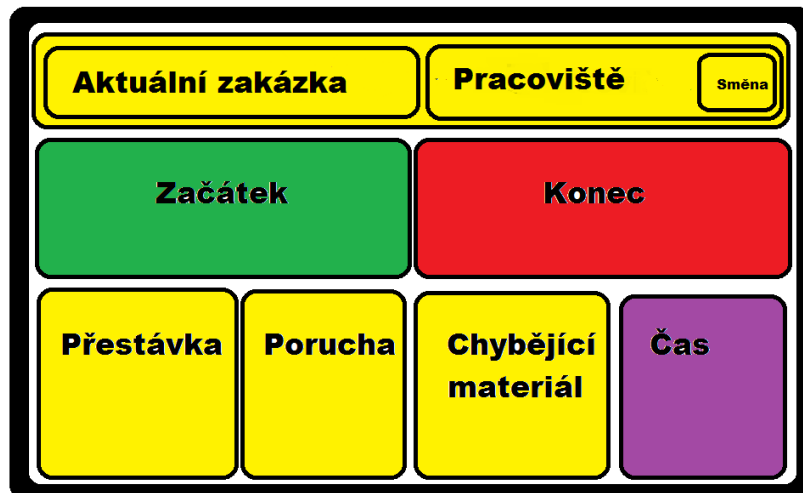 Aktuální zakázka
Pracoviště
Směna
Začátek
Konec
Přestávka
Porucha
Chybějící
materiál
Čas